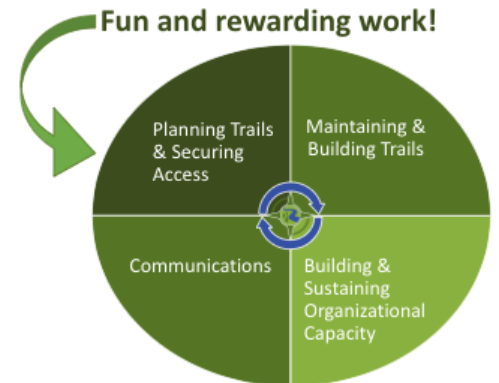 Fun and rewarding work!
Planning Trails
& Securing
Access
Maintaining &
Building Trails
Communications
Building &
Sustaining
Organizational
Capacity